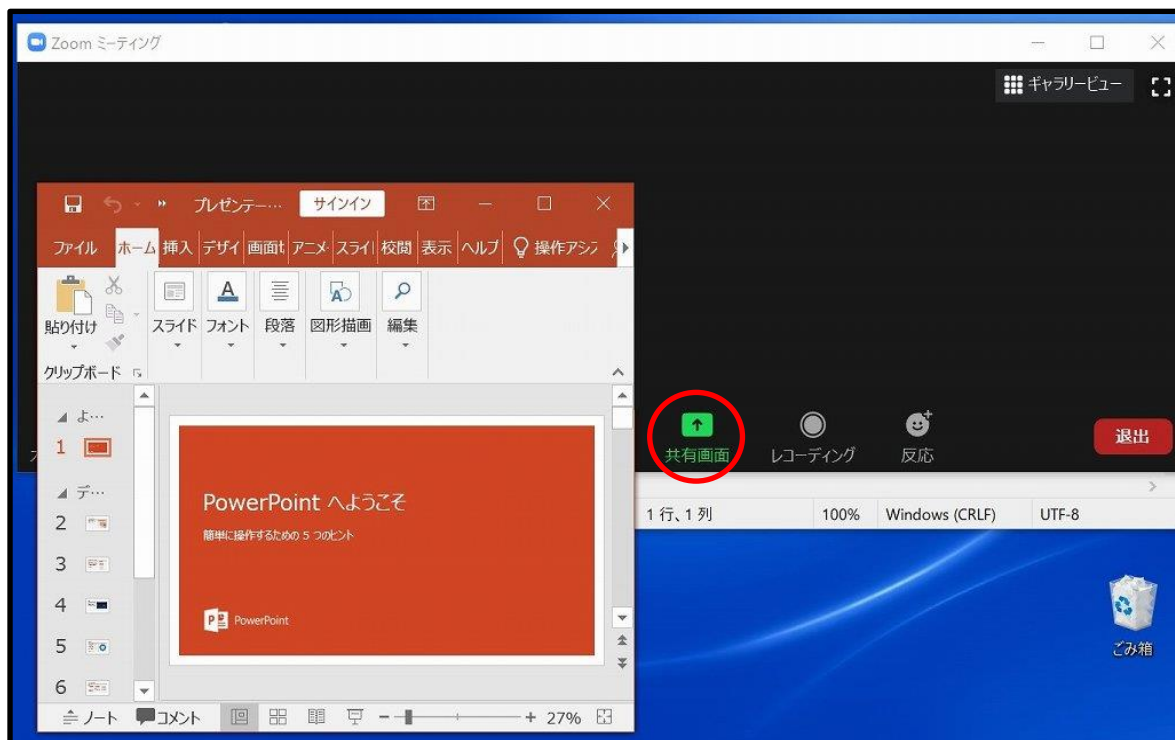 Zoom ミーティング
ギャラリービュー
プレゼンテー… サインイン
ファイル ホーム 挿入 デザイ 画面 アニメ スライ 校閲 表示 ヘルプ 操作アシ
貼り付け スライド フォント 段落 図形描画 編集
クリップボード
よ…
1
デ…
2
3
4
5
6
PowerPoint へようこそ
簡単に操作するための 5 つのヒント
PowerPoint
ノート コメント 27%
共有画面 レコーディング 反応 退出
1 行、1 列 100% Windows (CRLF) UTF-8
ごみ箱